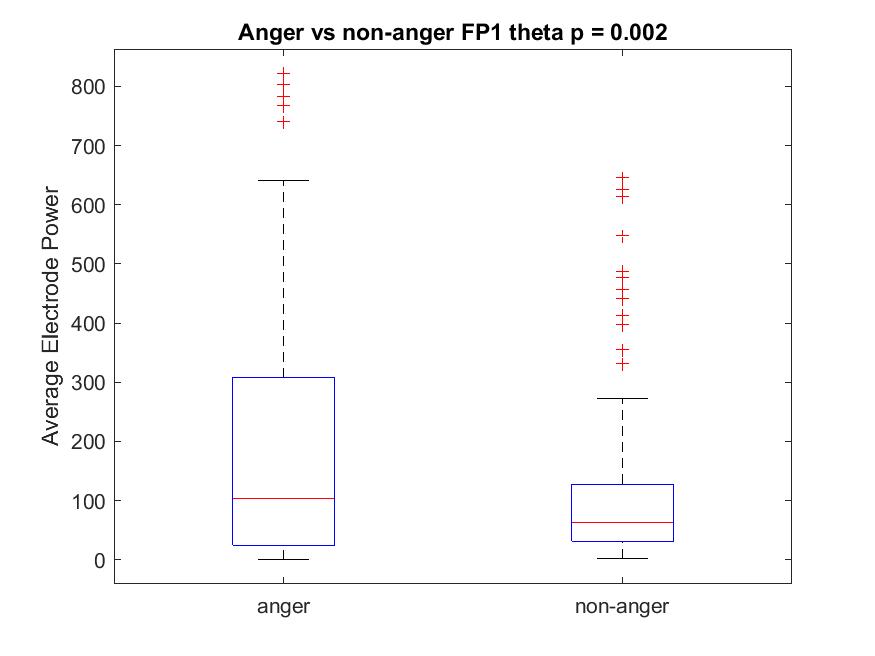 Anger vs non-anger FP1 theta p = 0.002
Average Electrode Power
800
700
600
500
400
300
200
100
0
anger
non-anger